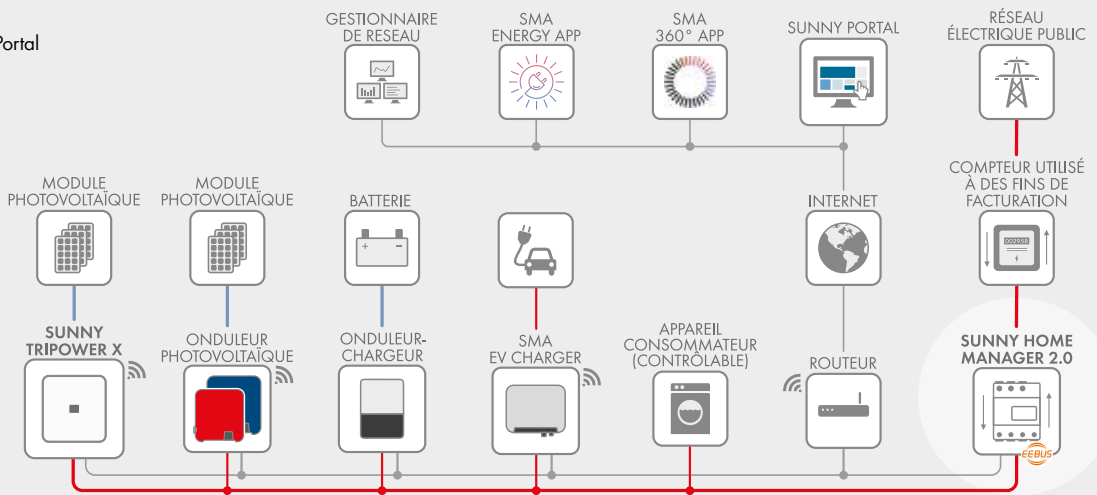 Portal
GESTIONNAIRE
DE RESEAU
SMA
ENERGY APP
SMA
360° APP
SUNNY PORTAL
RÉSEAU
ÉLECTRIQUE PUBLIC
MODULE
PHOTOVOLTAÏQUE
MODULE
PHOTOVOLTAÏQUE
BATTERIE
INTERNET
COMPTEUR UTILISÉ
À DES FINS DE
FACTURATION
SUNNY
TRIPOWER X
ONDULEUR
PHOTOVOLTAÏQUE
ONDULEUR-
CHARGEUR
SMA
EV CHARGER
APPAREIL
CONSOMMATEUR
(CONTRÔLABLE)
ROUTEUR
SUNNY HOME
MANAGER 2.0
EEBUS